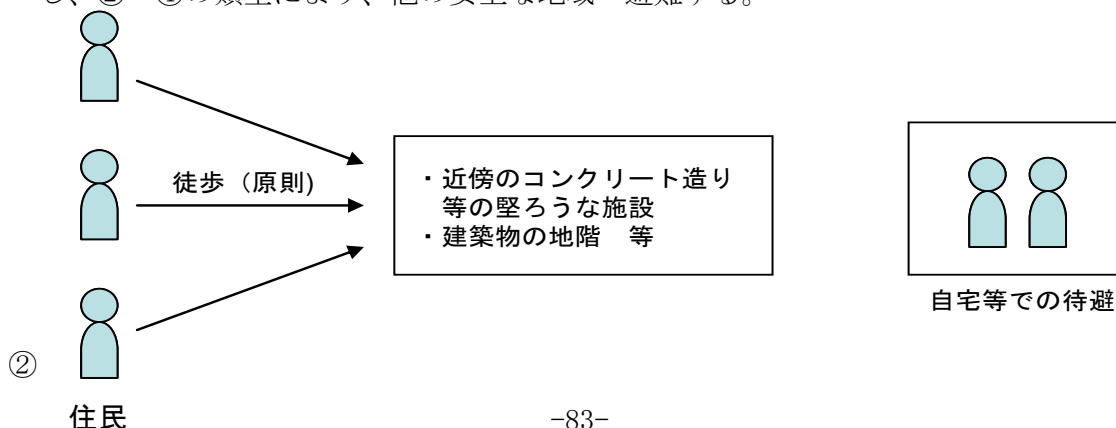 の類型により、他の安全な地域へ避難する。
徒歩（原則)
・近傍のコンクリート造り
等の堅ろうな施設
・建築物の地階　等
自宅等での待避
②
住民
−83−